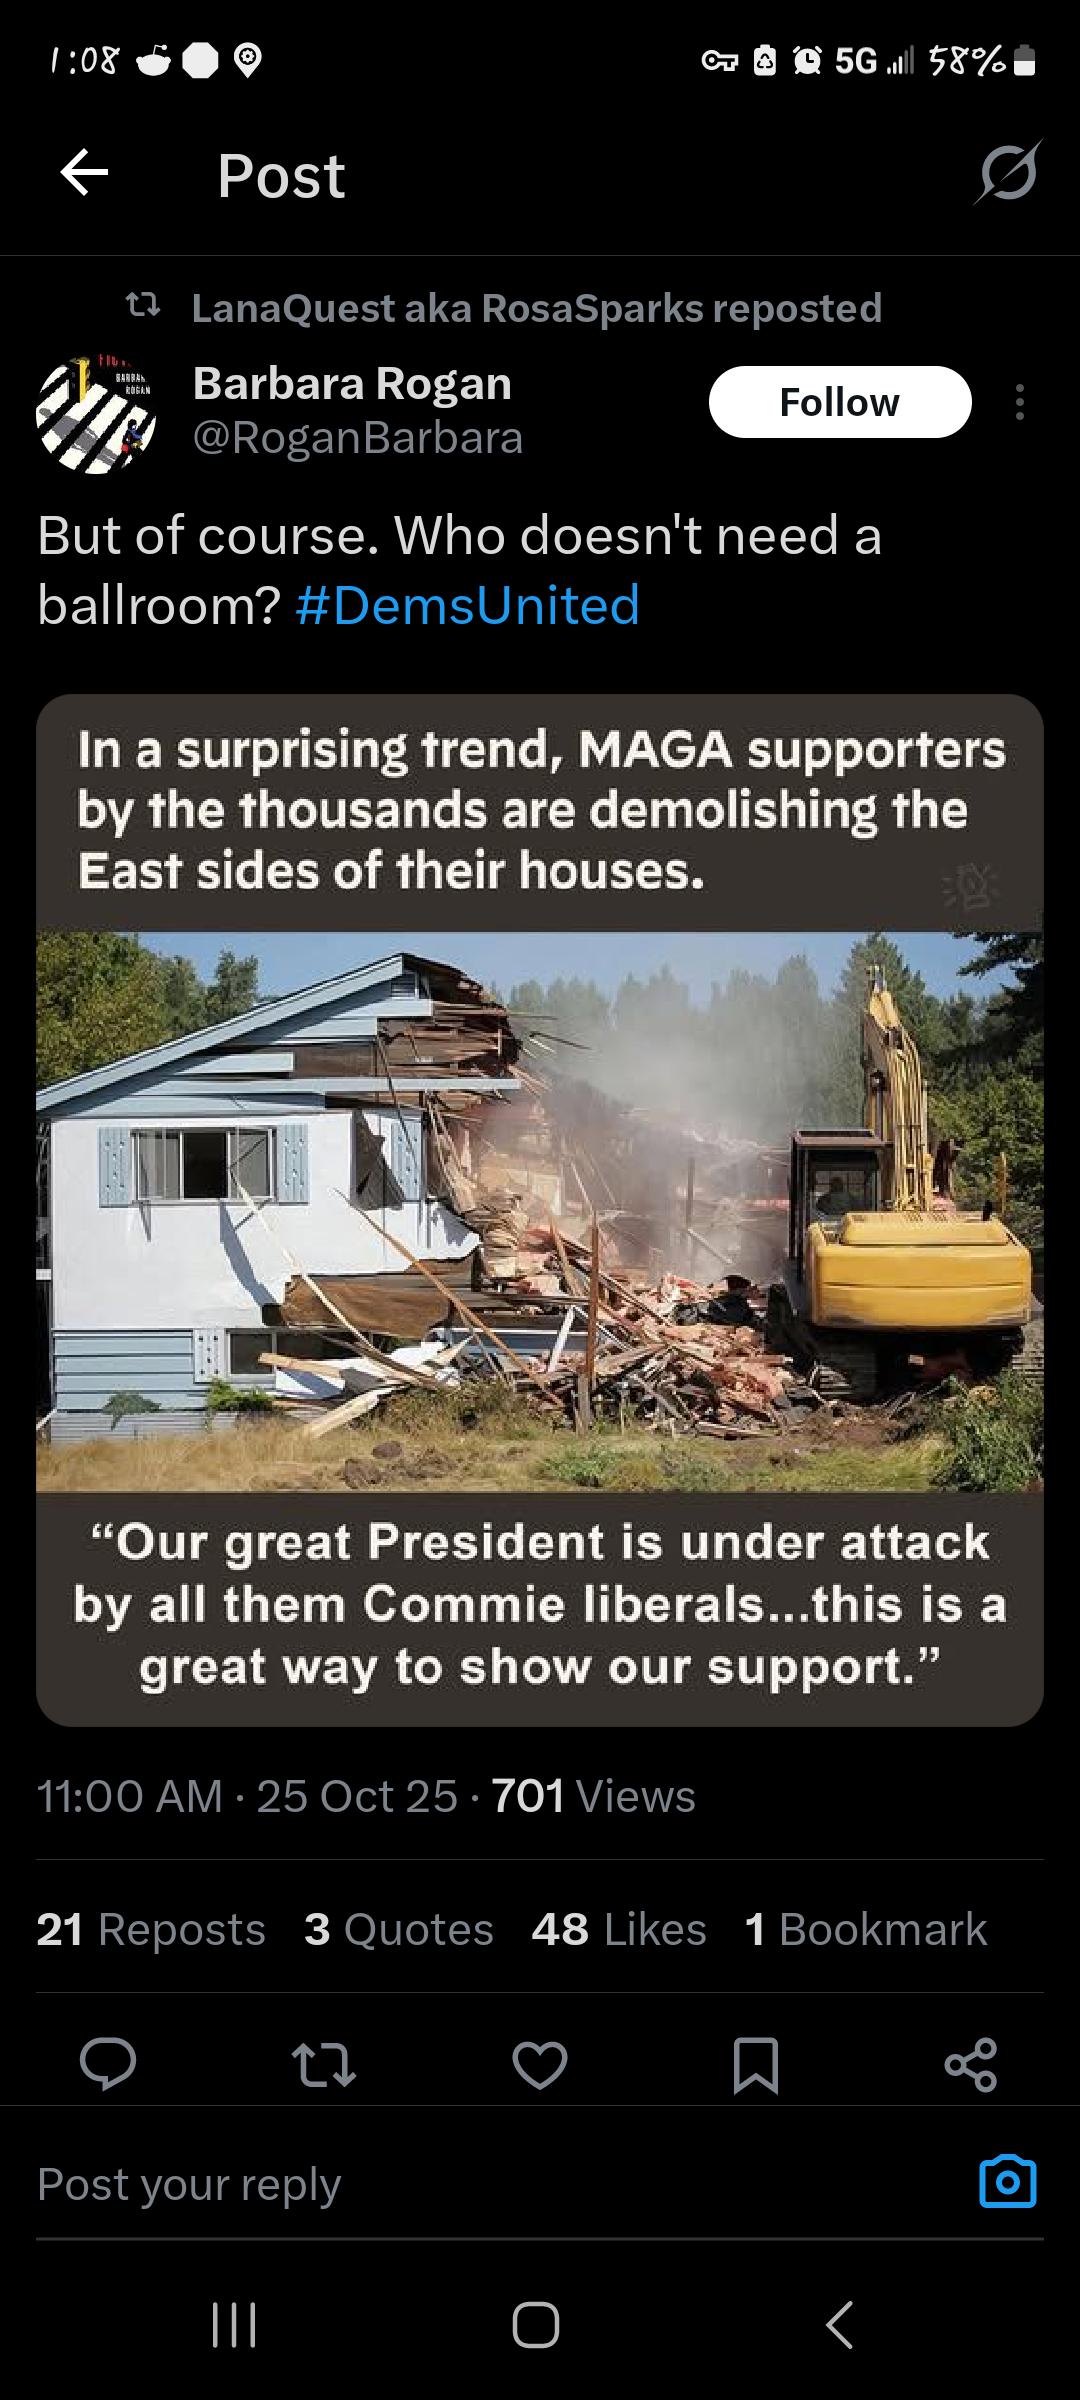 1:08 5G 58%
Post
LanaQuest aka RosaSparks reposted
Barbara Rogan
@RoganBarbara
Follow
BARBARA
ROGAN
But of course. Who doesn't need a
ballroom? #DemsUnited
In a surprising trend, MAGA supporters
by the thousands are demolishing the
East sides of their houses.
“Our great President is under attack
by all them Commie liberals...this is a
great way to show our support.”
11:00 AM · 25 Oct 25 · 701 Views
21 Reposts 3 Quotes 48 Likes 1 Bookmark
Post your reply